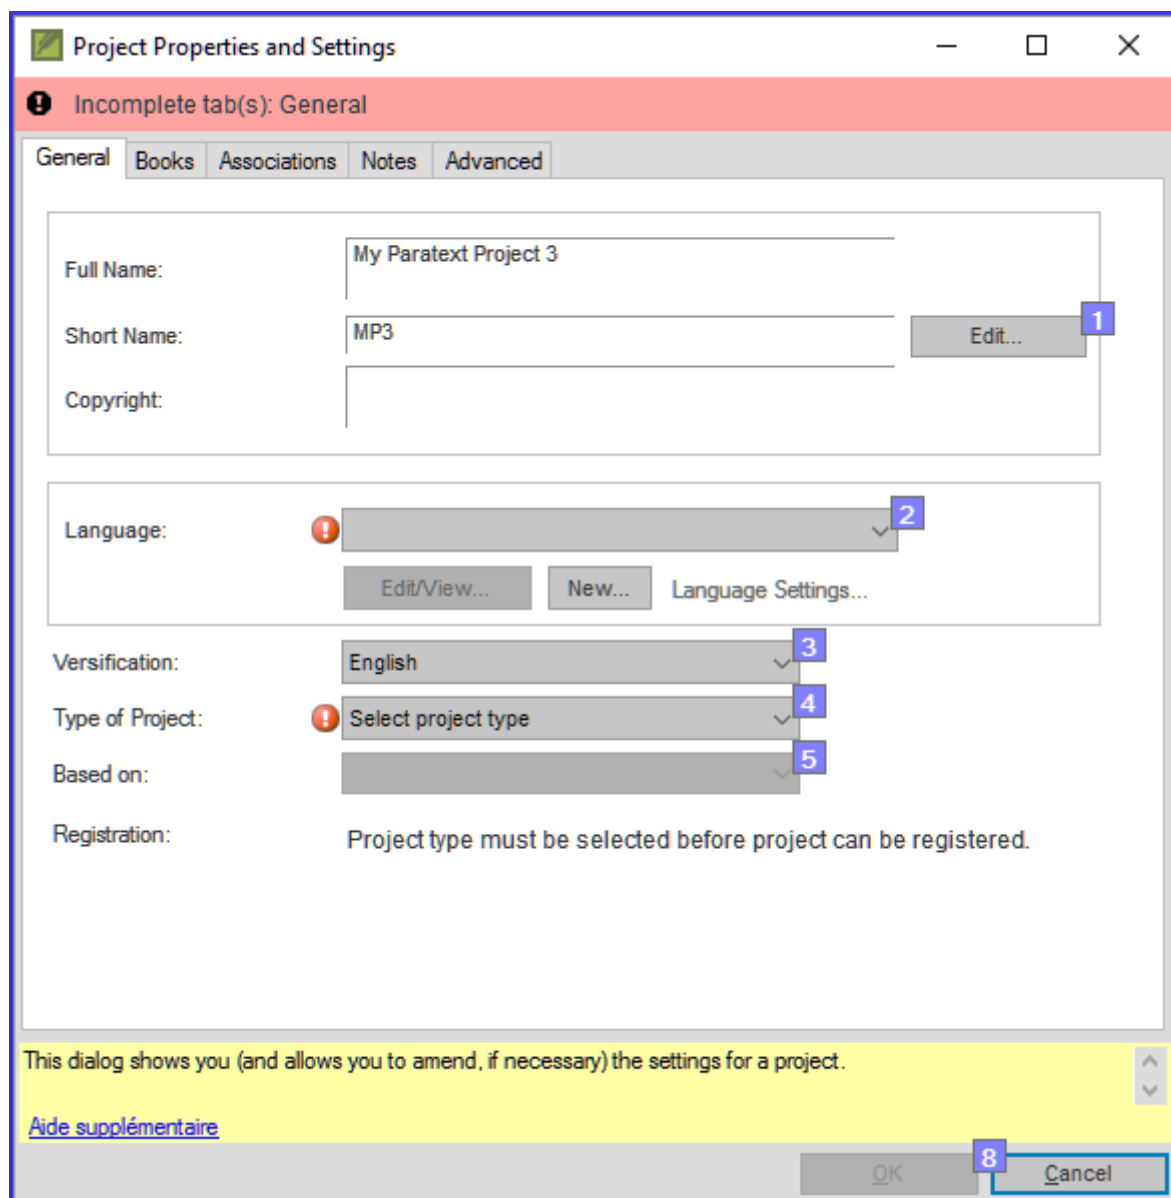 Project Properties and Settings
Incomplete tab(s): General
General Books Associations Notes Advanced
Full Name: My Paratext Project 3
Short Name: MP3 Edit... 1
Copyright:
Language: 2
Edit/View... New... Language Settings...
Versification: English 3
Type of Project: Select project type 4
Based on: 5
Registration: Project type must be selected before project can be registered.
This dialog shows you (and allows you to amend, if necessary) the settings for a project.
Aide supplémentaire
OK 8 Cancel